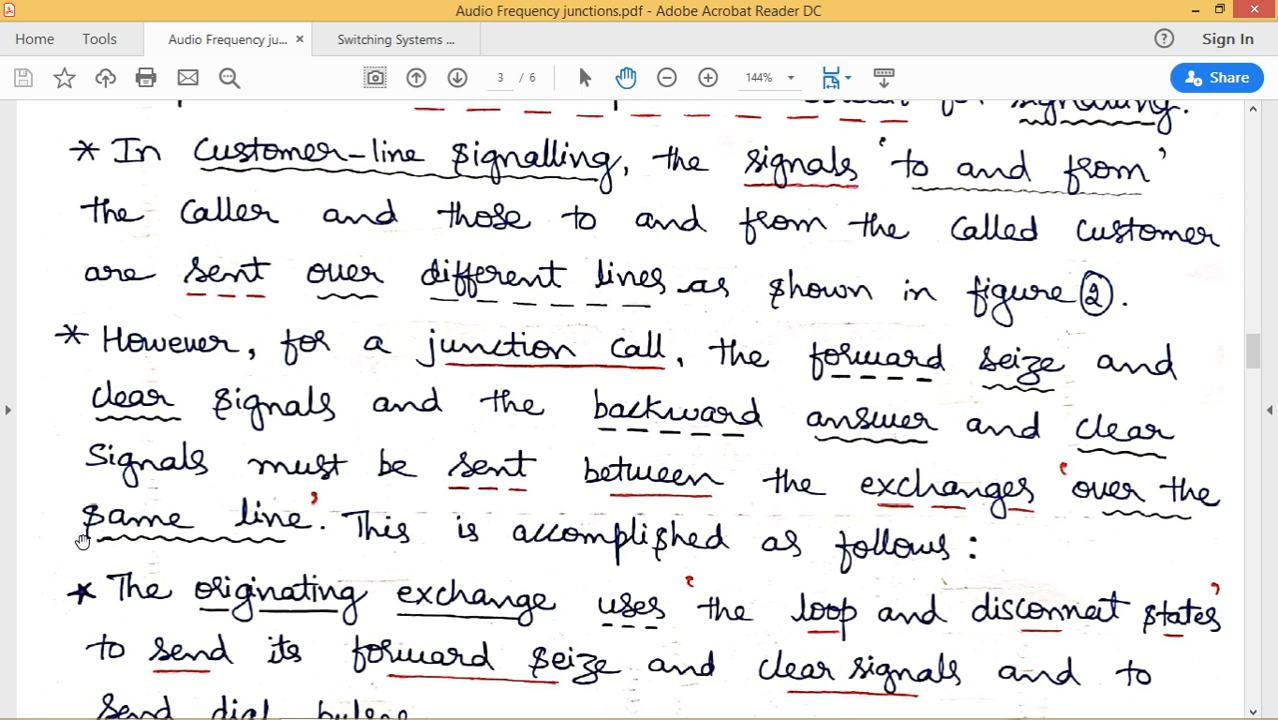 Audio Frequency junctions.pdf - Adobe Acrobat Reader DC
Home Tools Audio Frequency ju... × Switching Systems ... Sign In
3 / 6 144% Share
for signalling.
* In customer-line signalling, the signals 'to and from'
the caller and those to and from the called customer
are sent over different lines as shown in figure 2.
* However, for a junction call, the forward seize and
clear signals and the backward answer and clear
signals must be sent between the exchanges 'over the
same line'. This is accomplished as follows :
* The originating exchange uses 'the loop and disconnect states'
to send its forward seize and clear signals and to
send dial